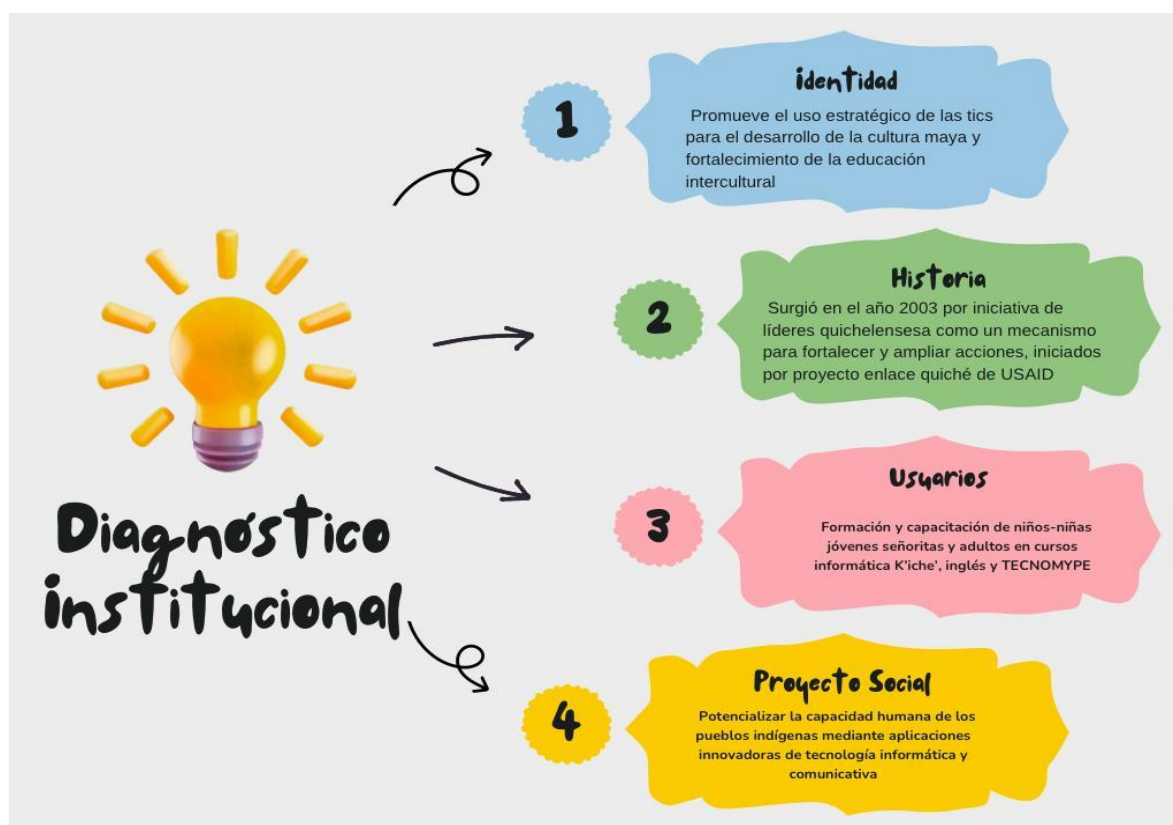 Diagnóstico
institucional
1
identidad
Promueve el uso estratégico de las tics
para el desarrollo de la cultura maya y
fortalecimiento de la educación
intercultural
2
Historia
Surgió en el año 2003 por iniciativa de
líderes quichelensesa como un mecanismo
para fortalecer y ampliar acciones, iniciados
por proyecto enlace quiché de USAID
3
Usuarios
Formación y capacitación de niños-niñas
jóvenes señoritas y adultos en cursos
informática K'iche', inglés y TECNOMYPE
4
Proyecto Social
Potencializar la capacidad humana de los
pueblos indígenas mediante aplicaciones
innovadoras de tecnología informática y
comunicativa